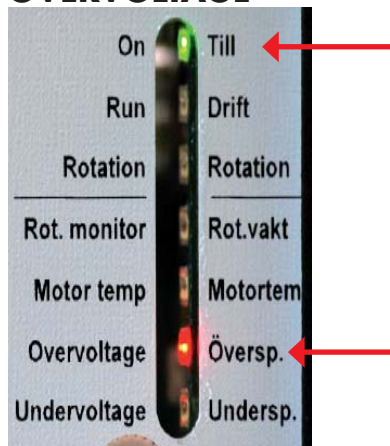 On Till
Run Drift
Rotation Rotation
Rot. monitor Rot.vakt
Motor temp Motortem
Overvoltage Översp.
Undervoltage Undersp.